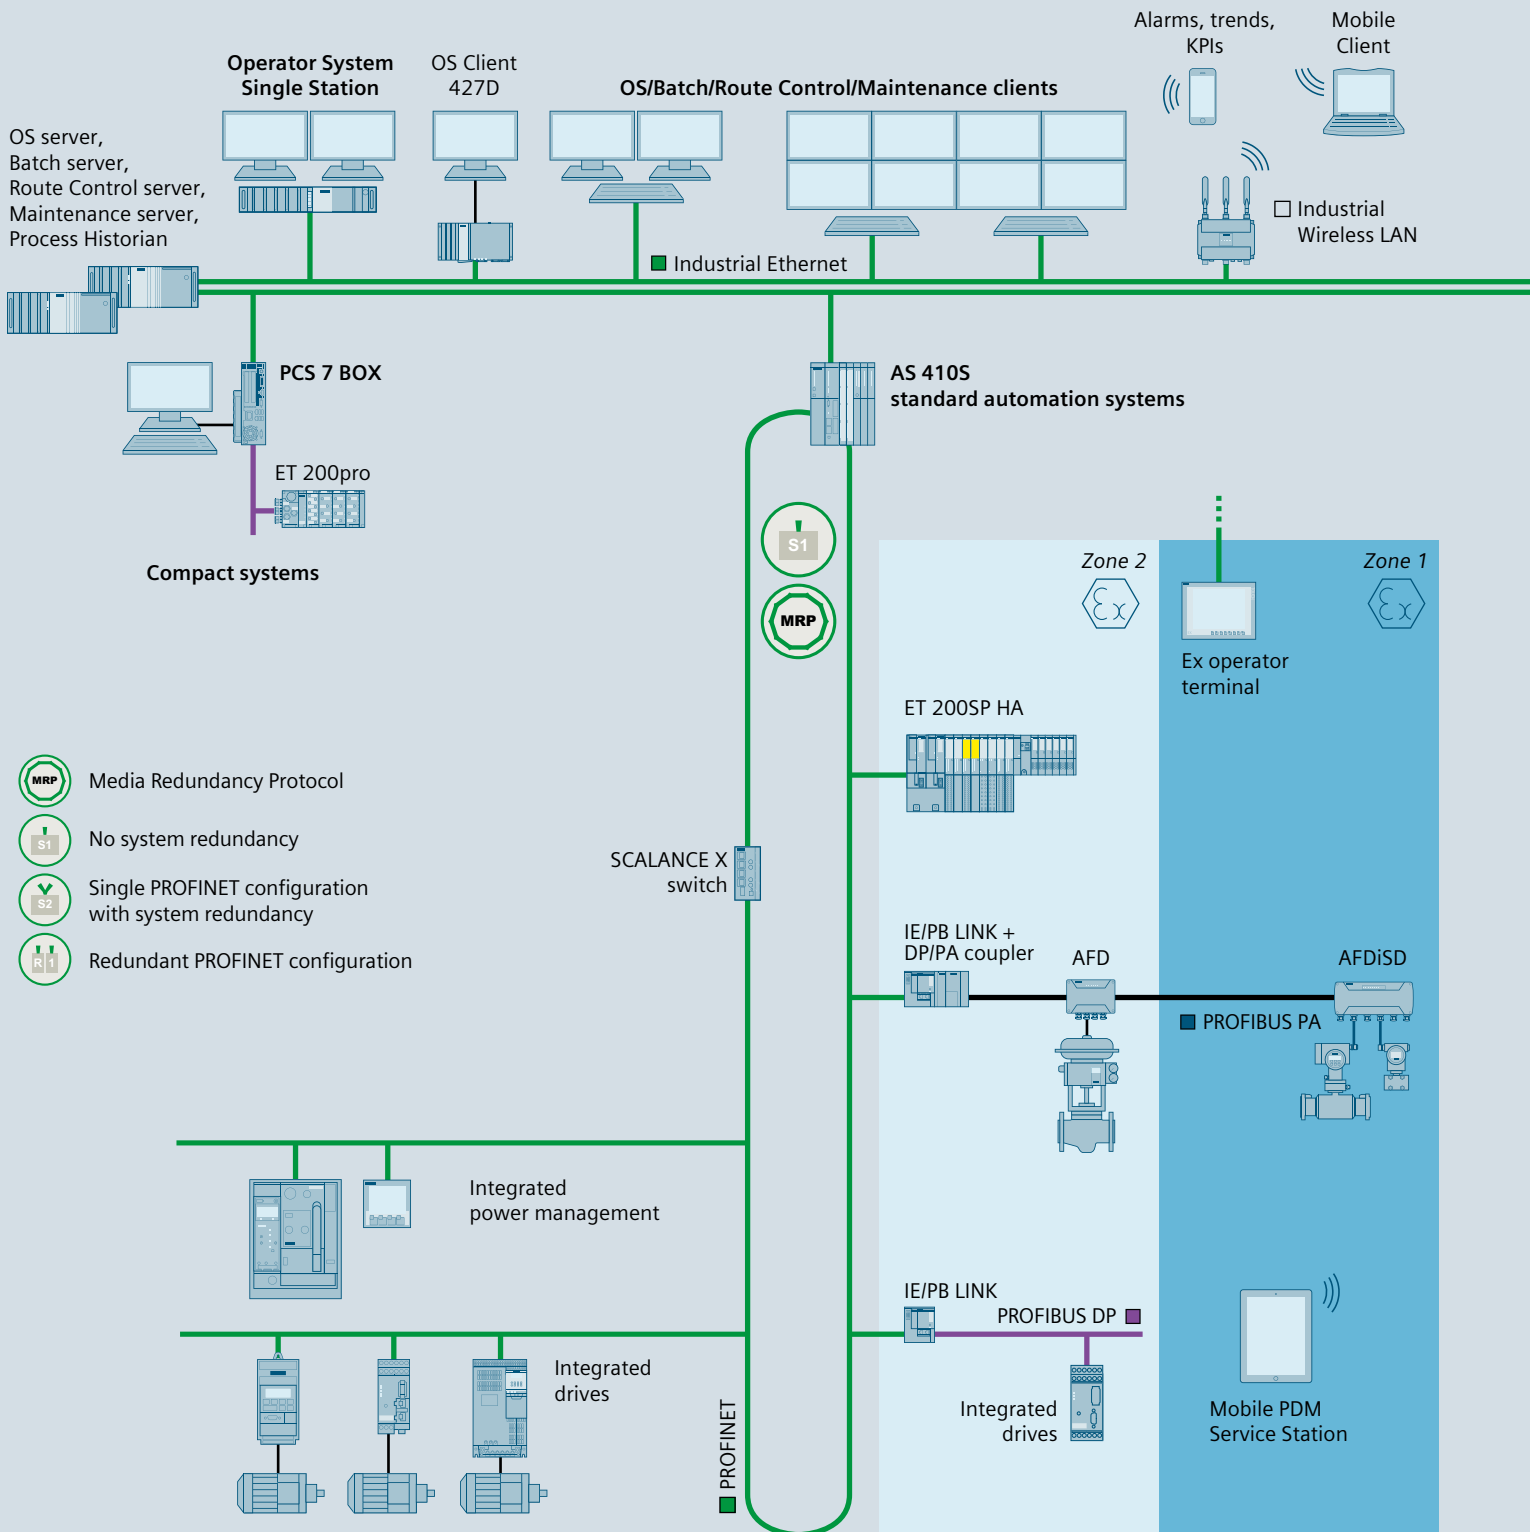 Alarms, trends,
KPIs
Mobile
Client
Operator System
Single Station
OS Client
427D
OS/Batch/Route Control/Maintenance clients
OS server,
Batch server,
Route Control server,
Maintenance server,
Process Historian
Industrial
Wireless LAN
Industrial Ethernet
PCS 7 BOX
AS 410S
standard automation systems
ET 200pro
Compact systems
S1
MRP
Zone 2
Ex
Zone 1
Ex
Ex operator
terminal
ET 200SP HA
MRP
Media Redundancy Protocol
S1
No system redundancy
S2
Single PROFINET configuration
with system redundancy
R 1
Redundant PROFINET configuration
SCALANCE X
switch
IE/PB LINK +
DP/PA coupler
AFD
AFDiSD
PROFIBUS PA
Integrated
power management
IE/PB LINK
PROFIBUS DP
Integrated
drives
PROFINET
Integrated
drives
Mobile PDM
Service Station